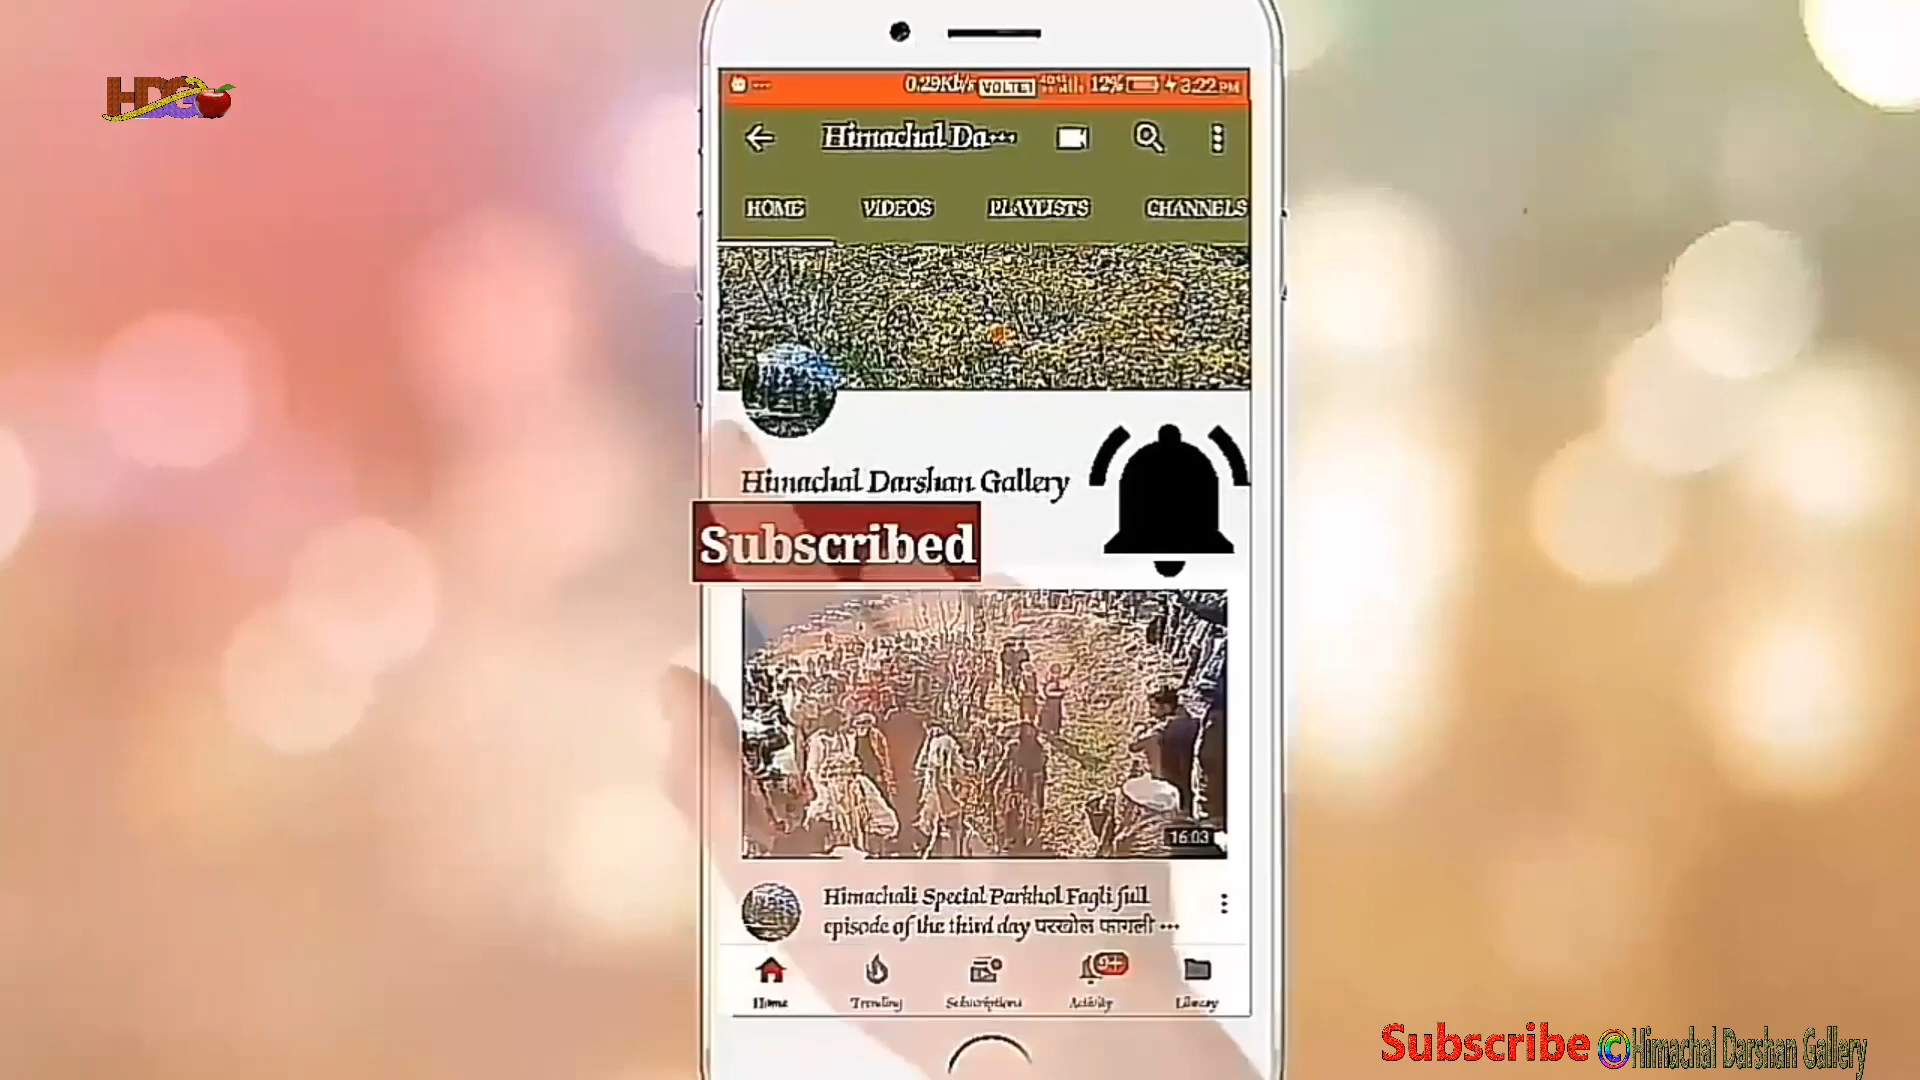 HDG
0.29Kb/s VOLTE1 12% 3:22 PM
Himachal Da...
HOME VIDEOS PLAYLISTS CHANNELS
Himachal Darshan Gallery
Subscribed
16:03
Himachali Special Parkhol Fagli full
episode of the third day परखोल फागली ...
9+
Home Trending Subscriptions Activity Library
Subscribe ©Himachal Darshan Gallery